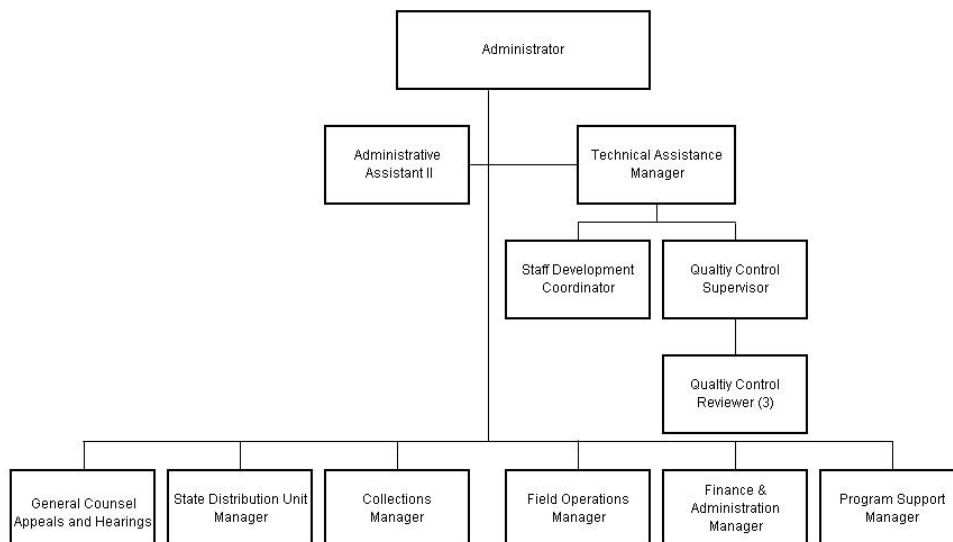 Administrator
Administrative
Assistant II
Technical Assistance
Manager
Staff Development
Coordinator
Qualtiy Control
Supervisor
Qualtiy Control
Reviewer (3)
General Counsel
Appeals and Hearings
State Distribution Unit
Manager
Collections
Manager
Field Operations
Manager
Finance &
Administration
Manager
Program Support
Manager